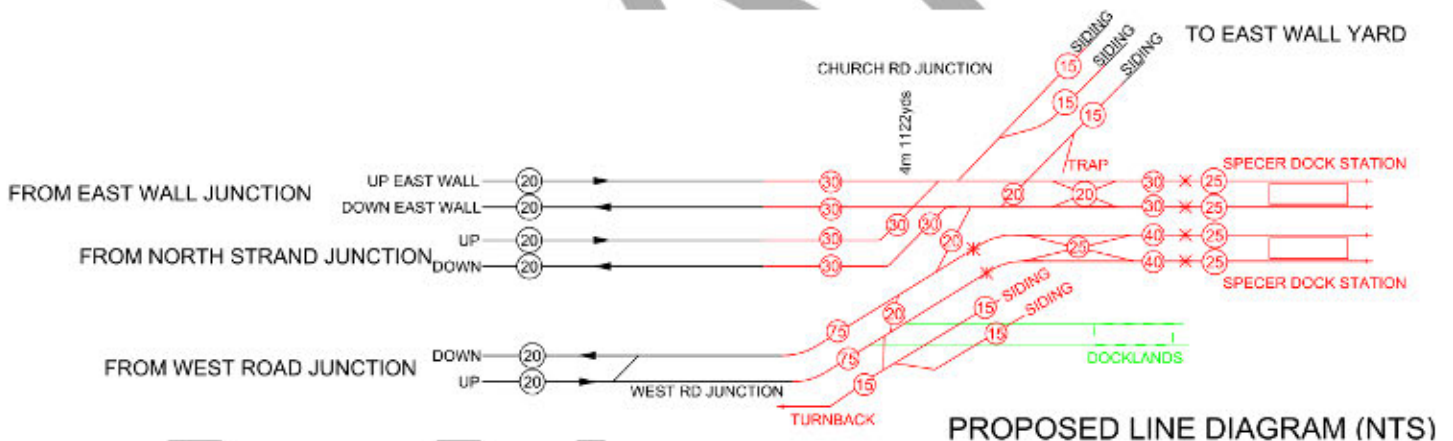 SIDING
SIDING
SIDING
TO EAST WALL YARD
CHURCH RD JUNCTION
15
15
15
4m 1122yds
TRAP
SPECER DOCK STATION
FROM EAST WALL JUNCTION
UP EAST WALL 20 30 20 30 25
DOWN EAST WALL 20 30 20 30 25
FROM NORTH STRAND JUNCTION
UP 20 30 30 30 20 40 25
DOWN 20 30 25 40 25
SPECER DOCK STATION
SIDING
SIDING
15
15
20
75
75
15
DOCKLANDS
FROM WEST ROAD JUNCTION
DOWN 20
UP 20
WEST RD JUNCTION
TURNBACK
PROPOSED LINE DIAGRAM (NTS)